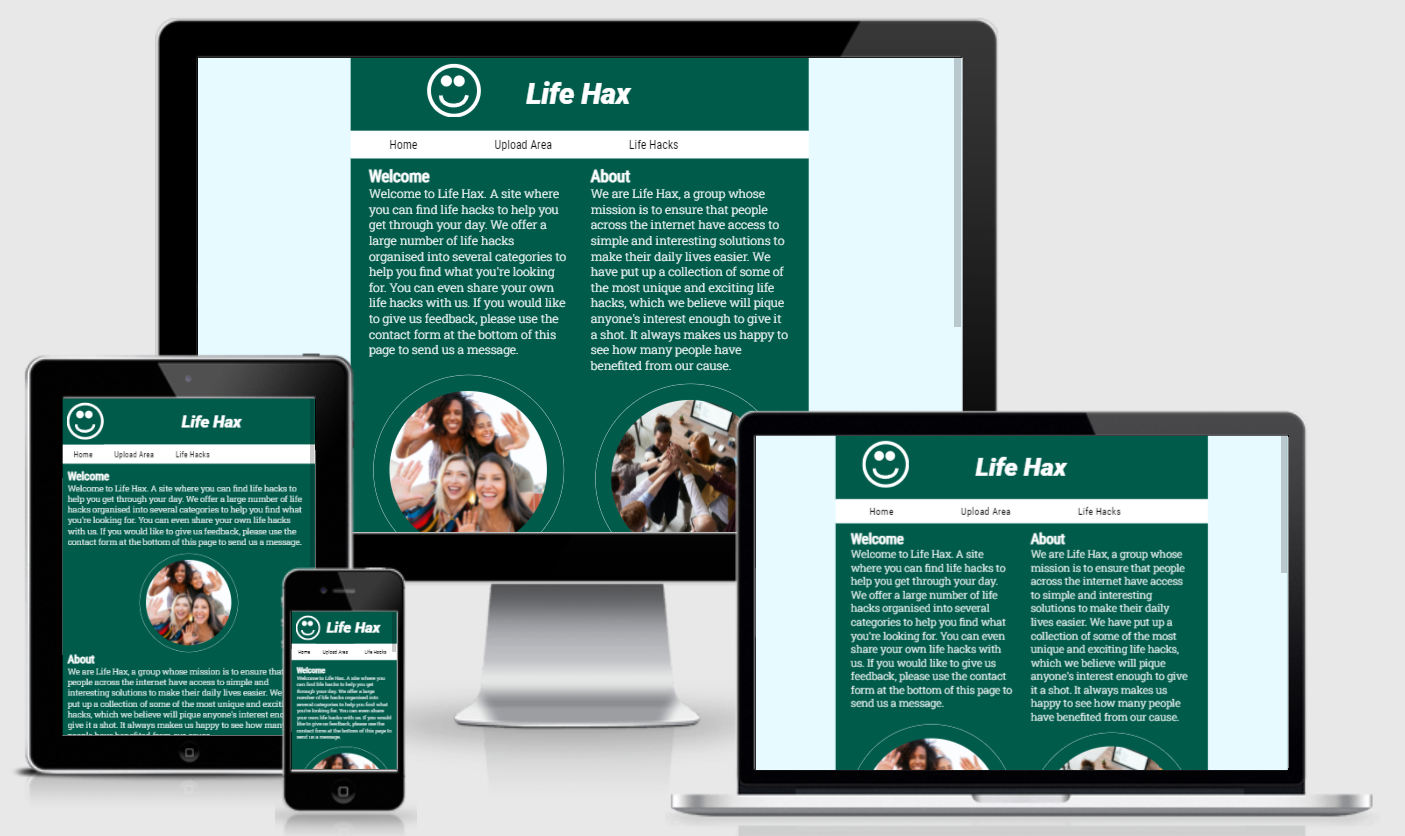 Life Hax
Home Upload Area Life Hacks
Welcome
Welcome to Life Hax. A site where
you can find life hacks to help you
get through your day. We offer a
large number of life hacks
organised into several categories to
help you find what you're looking
for. You can even share your own
life hacks with us. If you would like
to give us feedback, please use the
contact form at the bottom of this
page to send us a message.
About
We are Life Hax, a group whose
mission is to ensure that people
across the internet have access to
simple and interesting solutions to
make their daily lives easier. We
have put up a collection of some of
the most unique and exciting life
hacks, which we believe will pique
anyone's interest enough to give it
a shot. It always makes us happy to
see how many people have
benefited from our cause.
Life Hax
Home Upload Area Life Hacks
Welcome
Welcome to Life Hax. A site where you can find life hacks to
help you get through your day. We offer a large number of life
hacks organised into several categories to help you find what
you're looking for. You can even share your own life hacks
with us. If you would like to give us feedback, please use the
contact form at the bottom of this page to send us a message.
About
We are Life Hax, a group whose mission is to ensure that
people across the internet have access to simple and
interesting solutions to make their daily lives easier. We
put up a collection of some of the most unique and
hacks, which we believe will pique anyone's interest
give it a shot. It always makes us happy to see how
people have benefited from our cause.
Life Hax
Home Upload Area Life Hacks
Welcome
Welcome to Life Hax. A site where you
can find life hacks to help you get
through your day. We offer a large
number of life hacks organised into
several categories to help you find what
you're looking for. You can even share
your own life hacks with us. If you would
like to give us feedback, please use the
contact form at the bottom of this page to
send us a message.
Life Hax
Home Upload Area Life Hacks
Welcome
Welcome to Life Hax. A site
where you can find life hacks to
help you get through your day.
We offer a large number of life
hacks organised into several
categories to help you find what
you're looking for. You can even
share your own life hacks with
us. If you would like to give us
feedback, please use the contact
form at the bottom of this page to
send us a message.
About
We are Life Hax, a group whose
mission is to ensure that people
across the internet have access
to simple and interesting
solutions to make their daily
lives easier. We have put up a
collection of some of the most
unique and exciting life hacks,
which we believe will pique
anyone's interest enough to give
it a shot. It always makes us
happy to see how many people
have benefited from our cause.